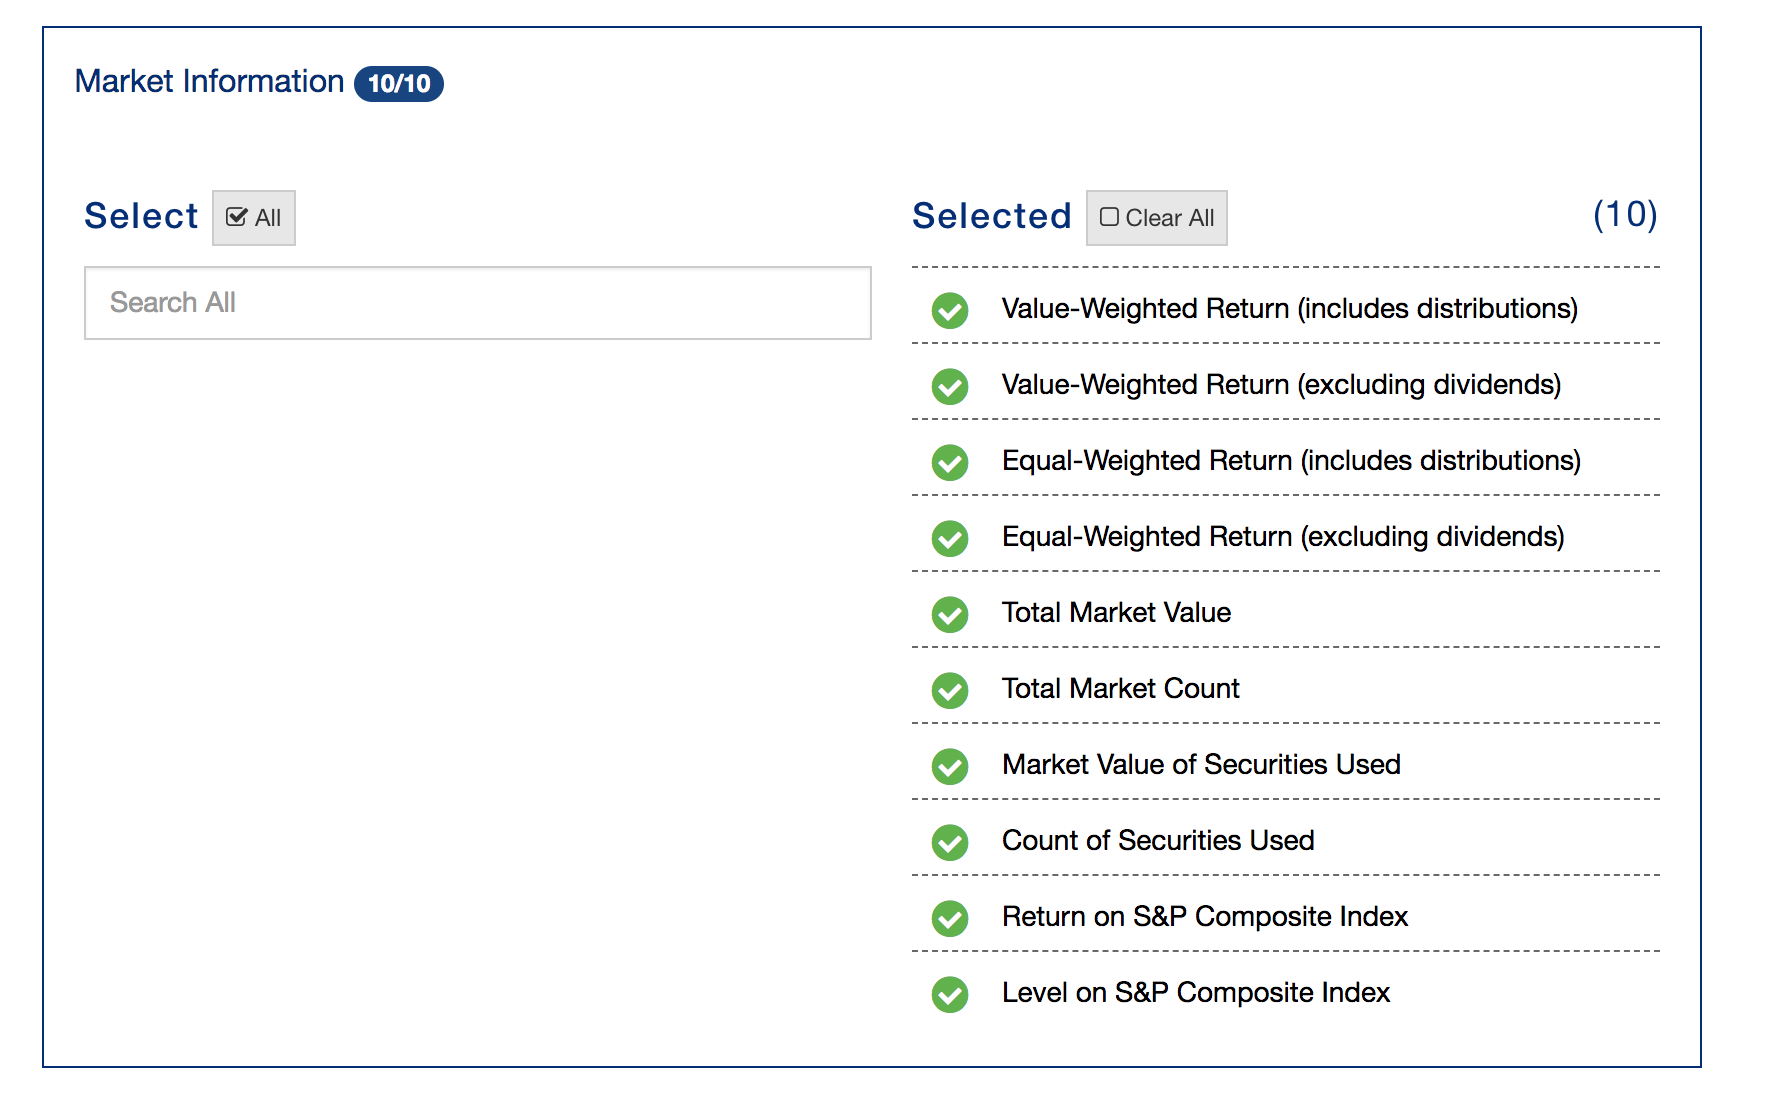 Market Information 10/10
Select All
Search All
Selected Clear All (10)
Value-Weighted Return (includes distributions)
Value-Weighted Return (excluding dividends)
Equal-Weighted Return (includes distributions)
Equal-Weighted Return (excluding dividends)
Total Market Value
Total Market Count
Market Value of Securities Used
Count of Securities Used
Return on S&P Composite Index
Level on S&P Composite Index